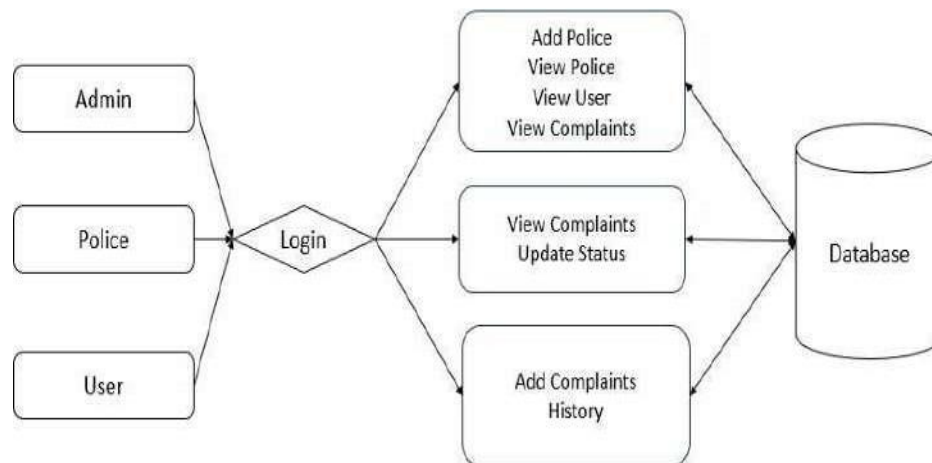 Admin
Police
User
Login
Add Police
View Police
View User
View Complaints
View Complaints
Update Status
Add Complaints
History
Database